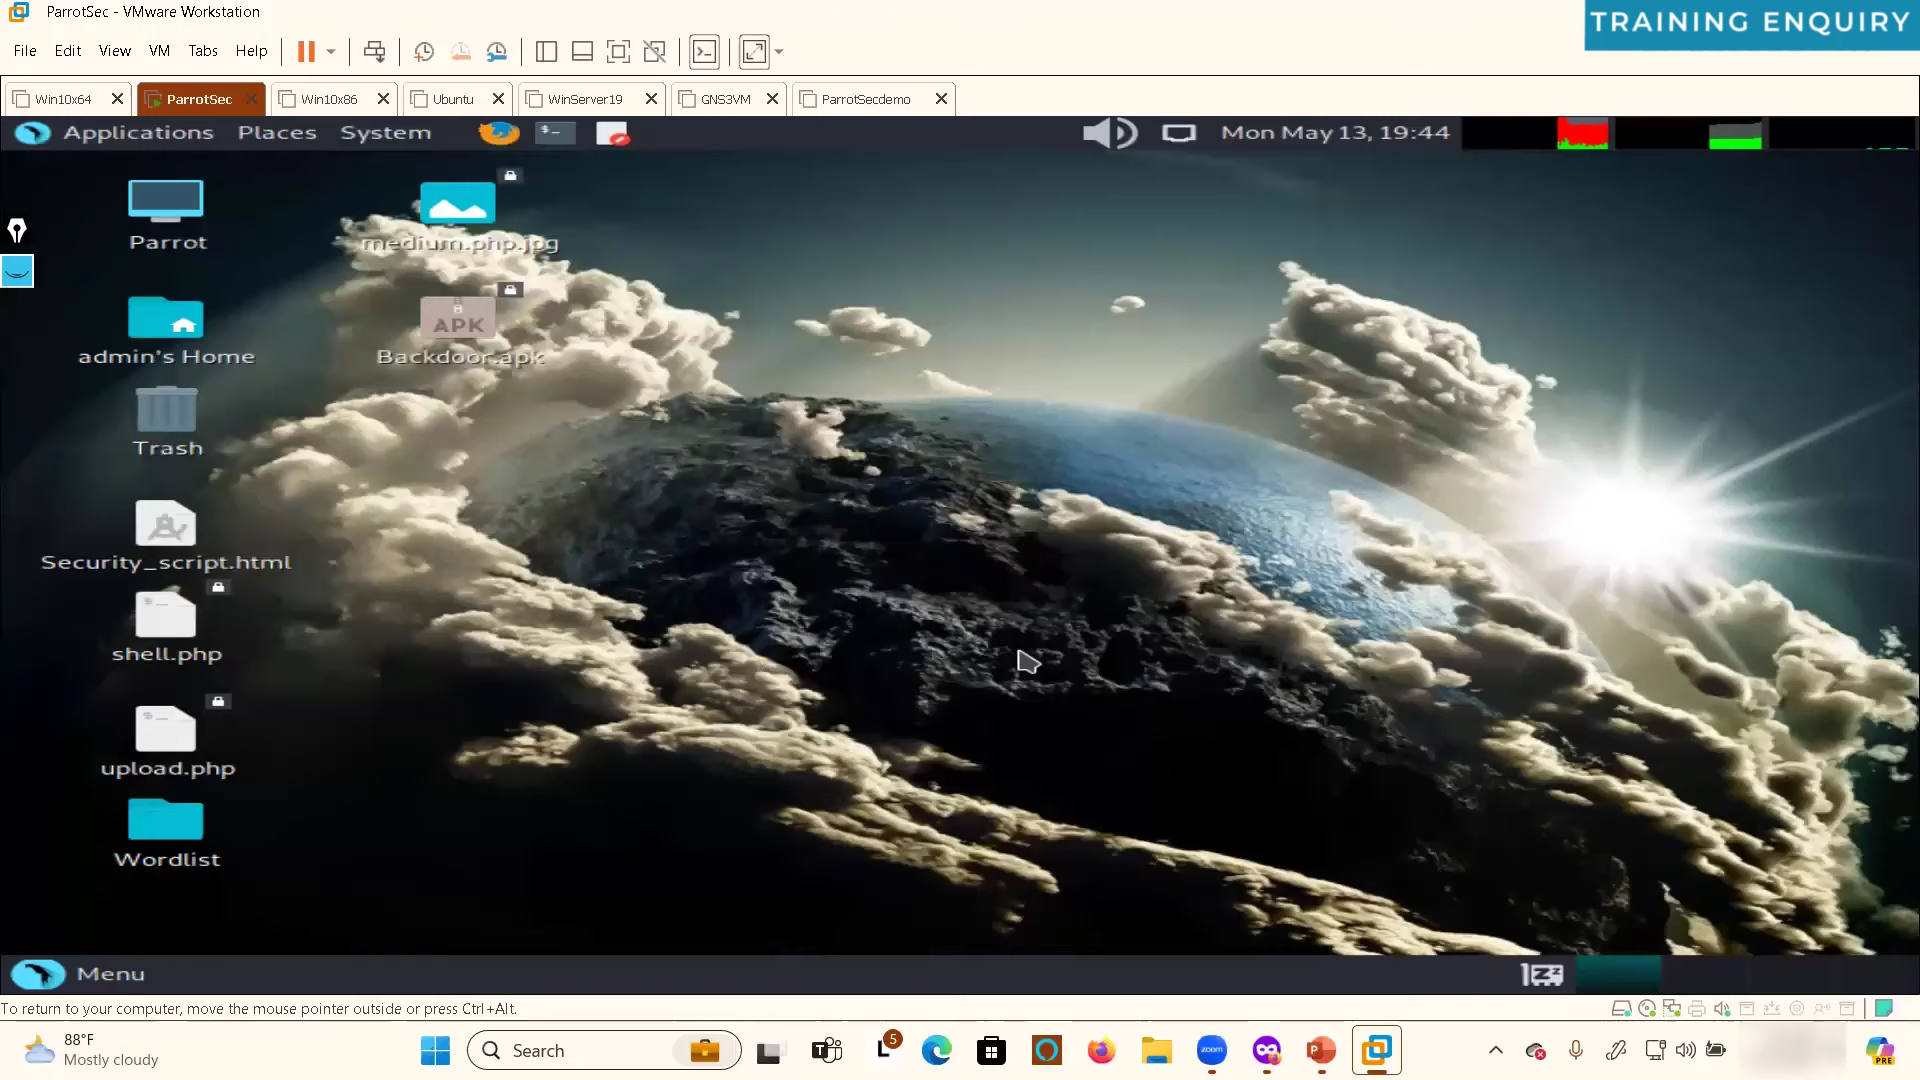 ParrotSec - VMware Workstation
TRAINING ENQUIRY
File Edit View VM Tabs Help
Win10x64 ParrotSec Win10x86 Ubuntu WinServer19 GNS3VM ParrotSecdemo
Applications Places System Mon May 13, 19:44
Parrot
medium.php.jpg
admin's Home
APK
Backdoor.apk
Trash
Security_script.html
shell.php
upload.php
Wordlist
Menu
To return to your computer, move the mouse pointer outside or press Ctrl+Alt.
88°F
Mostly cloudy
Search
5
zoom
PRE